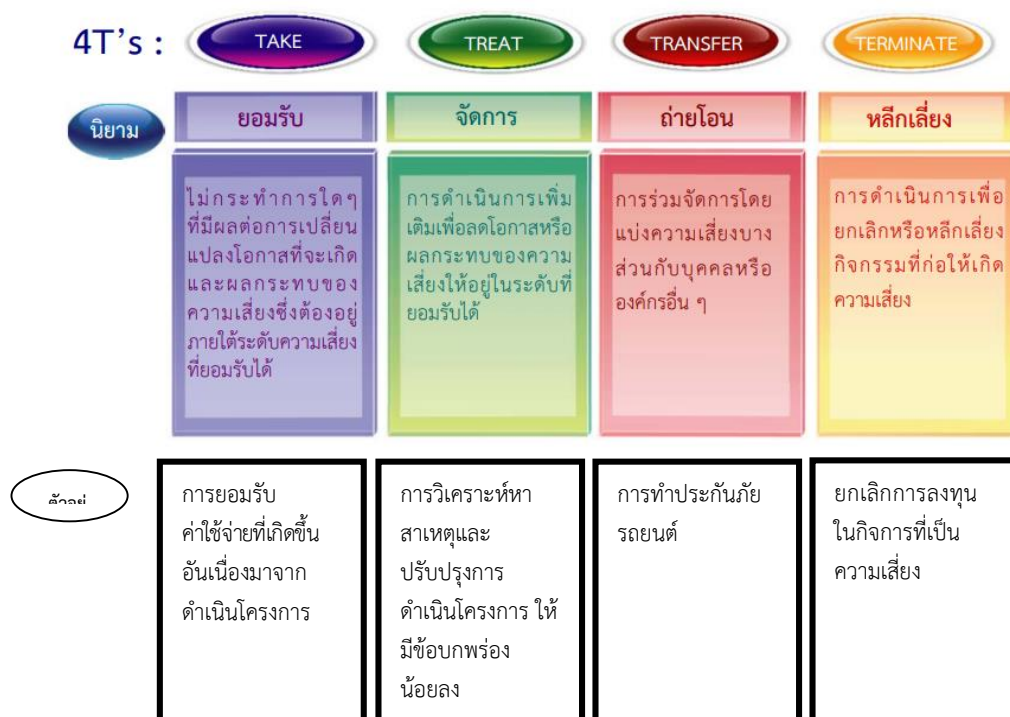 4T's :
TAKE
TREAT
TRANSFER
TERMINATE
นิยาม
ยอมรับ
จัดการ
ถ่ายโอน
หลีกเลี่ยง
ไม่กระทำการใดๆ
ที่มีผลต่อการเปลี่ยน
แปลงโอกาสที่จะเกิด
และผลกระทบของ
ความเสี่ยงซึ่งต้องอยู่
ภายใต้ระดับความเสี่ยง
ที่ยอมรับได้
การดำเนินการเพิ่ม
เติมเพื่อลดโอกาสหรือ
ผลกระทบของความ
เสี่ยงให้อยู่ในระดับที่
ยอมรับได้
การร่วมจัดการโดย
แบ่งความเสี่ยงบาง
ส่วนกับบุคคลหรือ
องค์กรอื่น ๆ
การดำเนินการเพื่อ
ยกเลิกหรือหลีกเลี่ยง
กิจกรรมที่ก่อให้เกิด
ความเสี่ยง
ตัวอย่
การยอมรับ
ค่าใช้จ่ายที่เกิดขึ้น
อันเนื่องมาจาก
ดำเนินโครงการ
การวิเคราะห์หา
สาเหตุและ
ปรับปรุงการ
ดำเนินโครงการ ให้
มีข้อบกพร่อง
น้อยลง
การทำประกันภัย
รถยนต์
ยกเลิกการลงทุน
ในกิจการที่เป็น
ความเสี่ยง